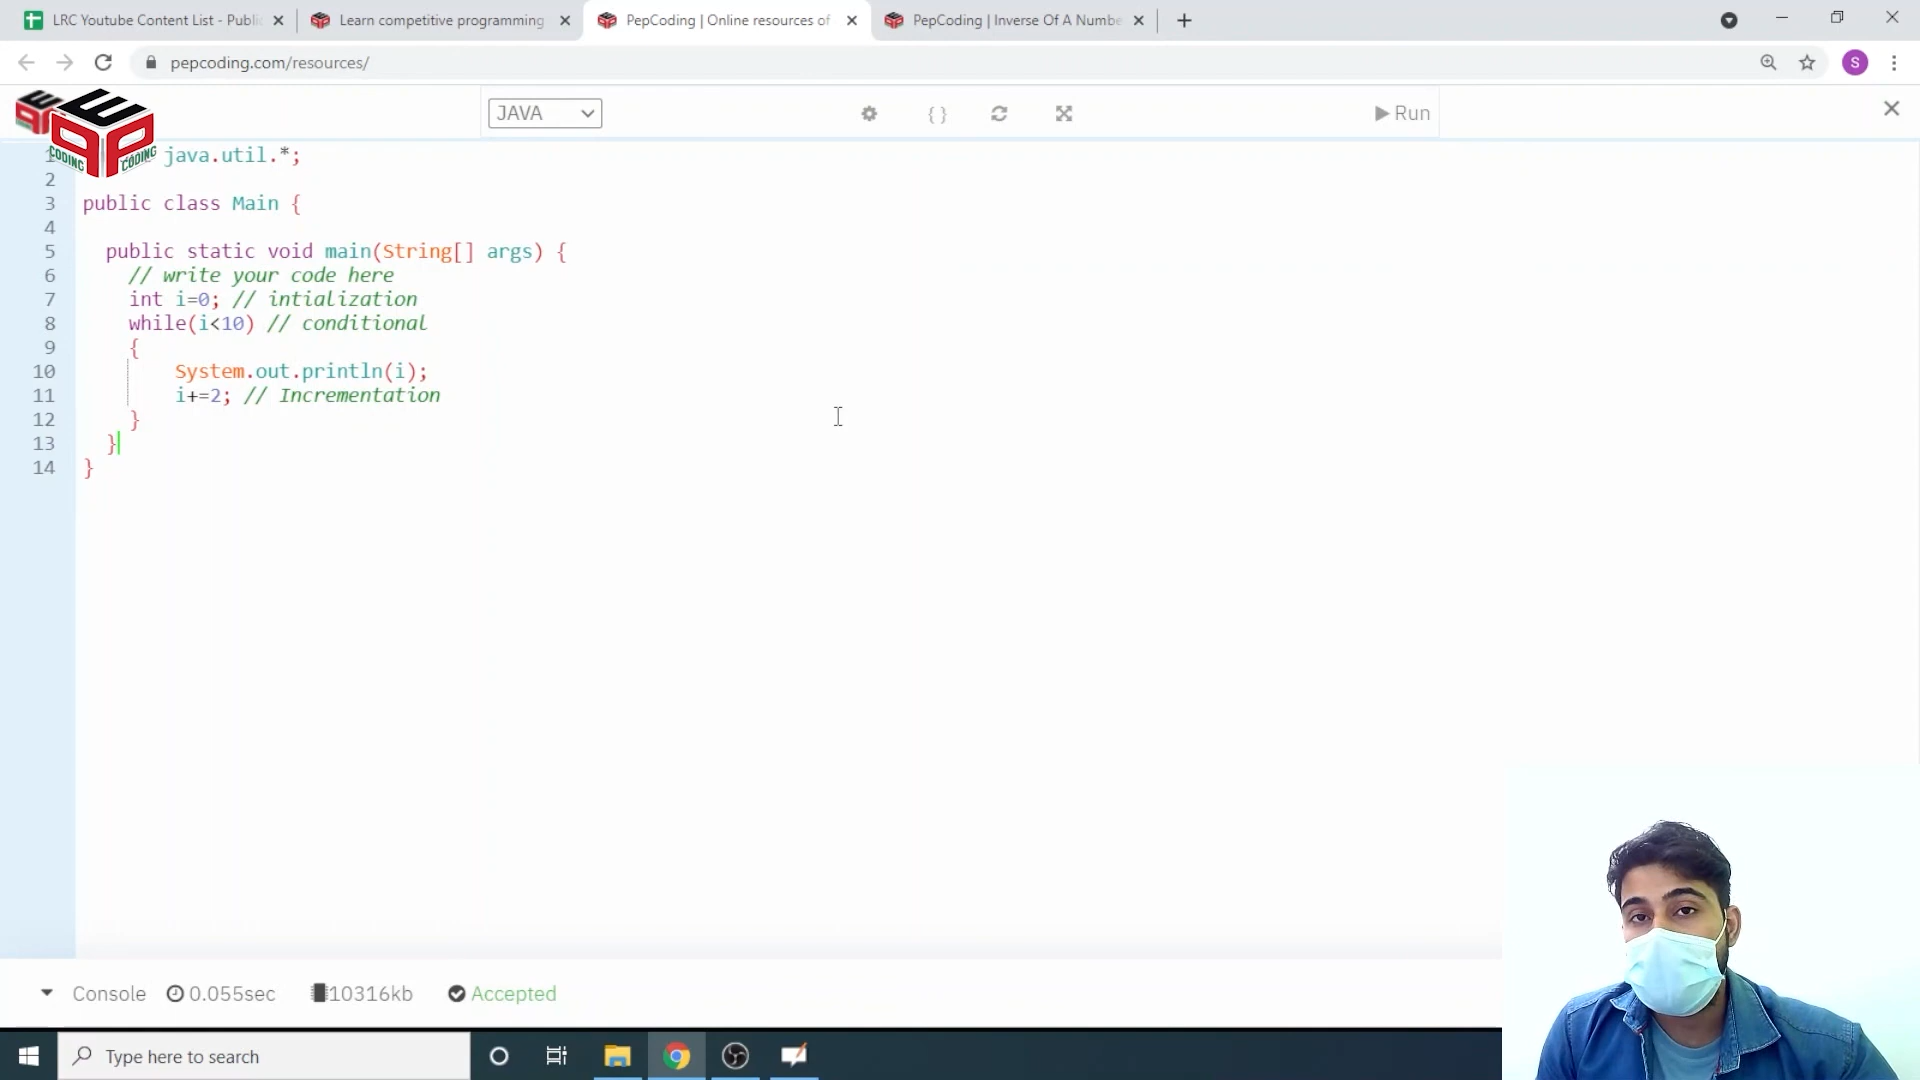 LRC Youtube Content List - Public
Learn competitive programming
PepCoding | Online resources of
PepCoding | Inverse Of A Numbe
pepcoding.com/resources/
S
JAVA
{ }
Run
CODING
CODING
1 java.util.*;
2
3 public class Main {
4
5 public static void main(String[] args) {
6 // write your code here
7 int i=0; // intialization
8 while(i<10) // conditional
9 {
10 System.out.println(i);
11 i+=2; // Incrementation
12 }
13 }
14 }
Console 0.055sec 10316kb Accepted
Type here to search